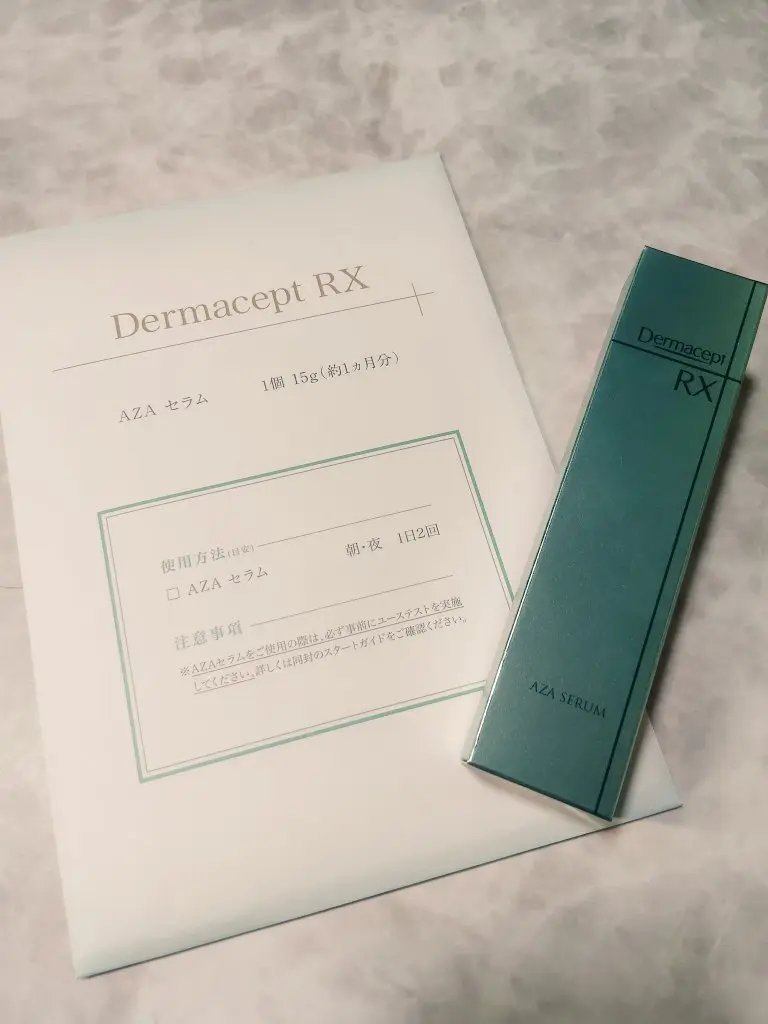 Dermacept RX
AZA セラム 1個 15g(約1ヵ月分)
使用方法(目安)
□ AZA セラム 朝・夜 1日2回
注意事項
※AZAセラムをご使用の際は、必ず事前にユーステストを実施
してください。詳しくは同封のスタートガイドをご確認ください。
Dermacept
RX
AZA SERUM